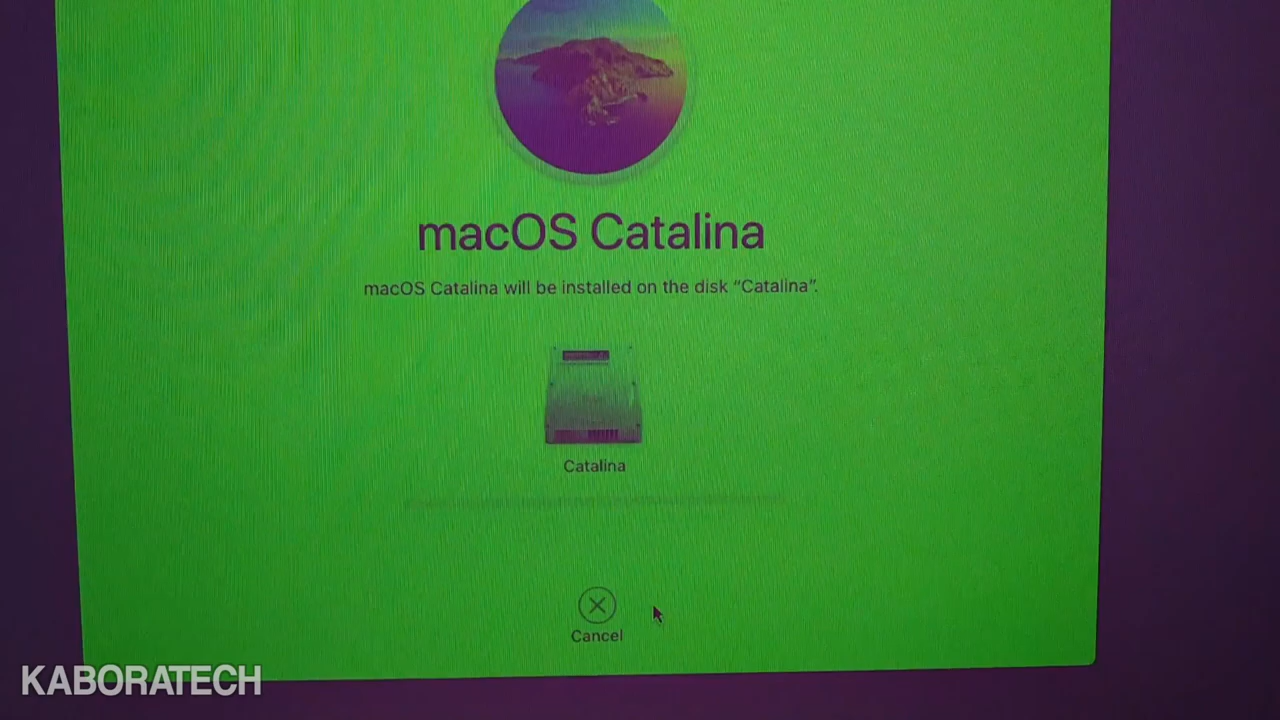 macOS Catalina
macOS Catalina will be installed on the disk “Catalina”.
Catalina
Cancel
KABORATECH